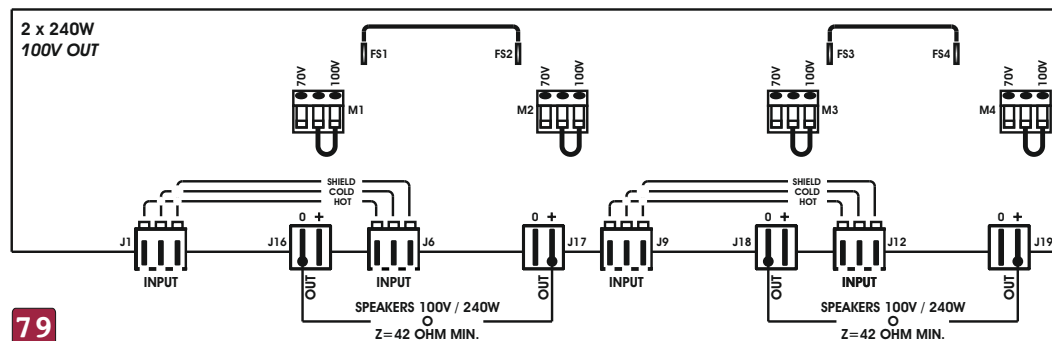 2 x 240W
100V OUT
FS1 FS2 FS3 FS4
70V 100V 70V 100V 70V 100V 70V 100V
M1 M2 M3 M4
SHIELD SHIELD
COLD COLD
HOT HOT
0 + 0 + 0 + 0 +
J1 J16 J6 J17 J9 J18 J12 J19
INPUT INPUT INPUT INPUT
OUT OUT OUT OUT
SPEAKERS 100V / 240W SPEAKERS 100V / 240W
Z=42 OHM MIN. Z=42 OHM MIN.
79